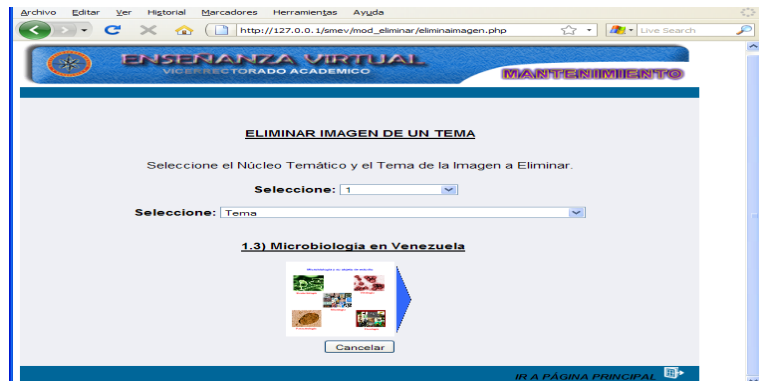 Archivo Editar Ver Historial Marcadores Herramientas Ayuda
http://127.0.0.1/smev/mod_eliminar/eliminaimagen.php Live Search
ENSEÑANZA VIRTUAL
VICERRECTORADO ACADEMICO
MANTENIMIENTO
ELIMINAR IMAGEN DE UN TEMA
Seleccione el Núcleo Temático y el Tema de la Imagen a Eliminar.
Seleccione: 1
Seleccione: Tema
1.3) Microbiologia en Venezuela
Cancelar
IR A PÁGINA PRINCIPAL